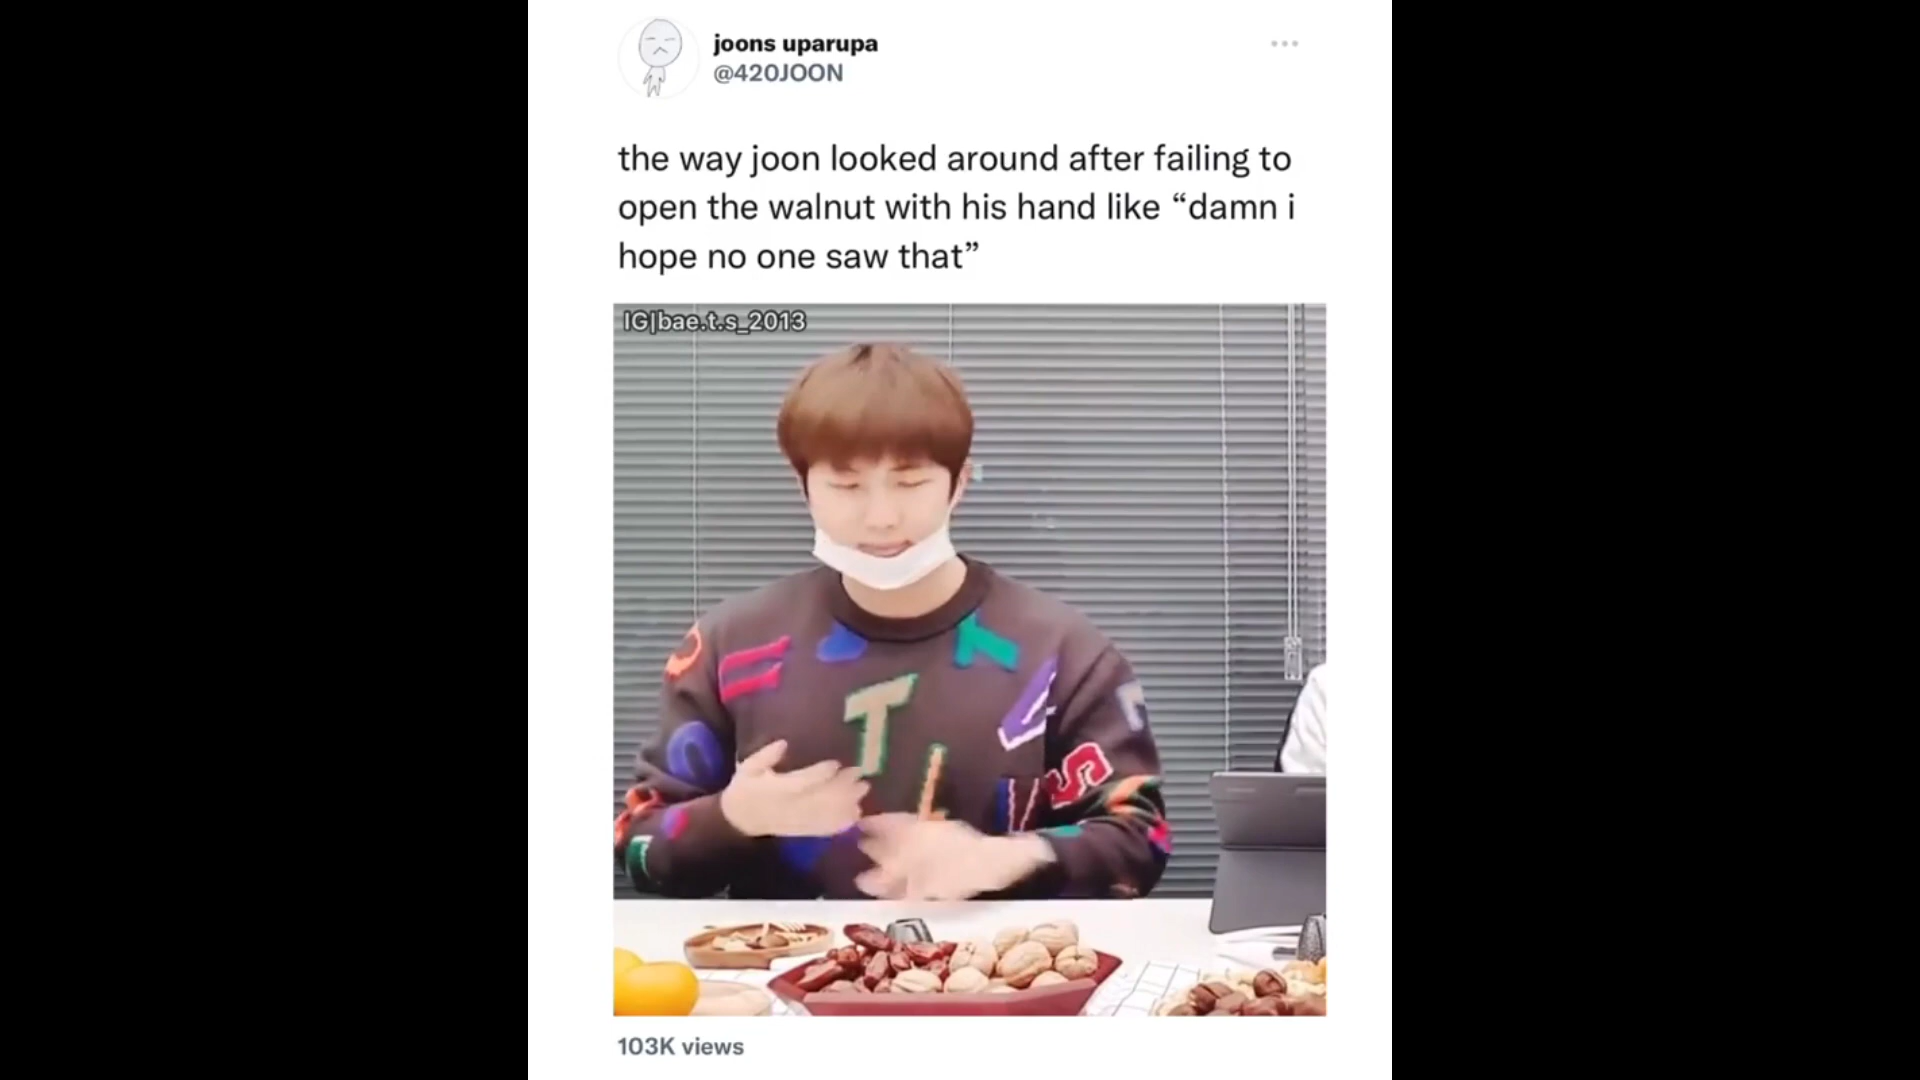 joons uparupa
@420JOON
the way joon looked around after failing to
open the walnut with his hand like “damn i
hope no one saw that”
IG|bae.t.s_2013
103K views